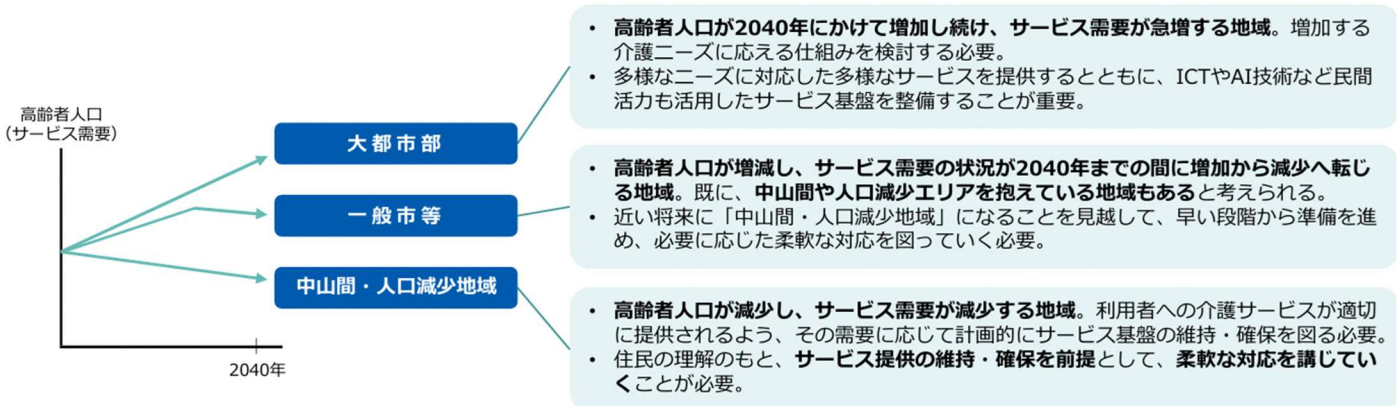 高齢者人口
（サービス需要）
2040年
大都市部
・ 高齢者人口が2040年にかけて増加し続け、サービス需要が急増する地域。増加する
介護ニーズに応える仕組みを検討する必要。
・ 多様なニーズに対応した多様なサービスを提供するとともに、ICTやAI技術など民間
活力も活用したサービス基盤を整備することが重要。
一般市等
・ 高齢者人口が増減し、サービス需要の状況が2040年までの間に増加から減少へ転じ
る地域。既に、中山間や人口減少エリアを抱えている地域もあると考えられる。
・ 近い将来に「中山間・人口減少地域」になることを見越して、早い段階から準備を進
め、必要に応じた柔軟な対応を図っていく必要。
中山間・人口減少地域
・ 高齢者人口が減少し、サービス需要が減少する地域。利用者への介護サービスが適切
に提供されるよう、その需要に応じて計画的にサービス基盤の維持・確保を図る必要。
・ 住民の理解のもと、サービス提供の維持・確保を前提として、柔軟な対応を講じてい
くことが必要。